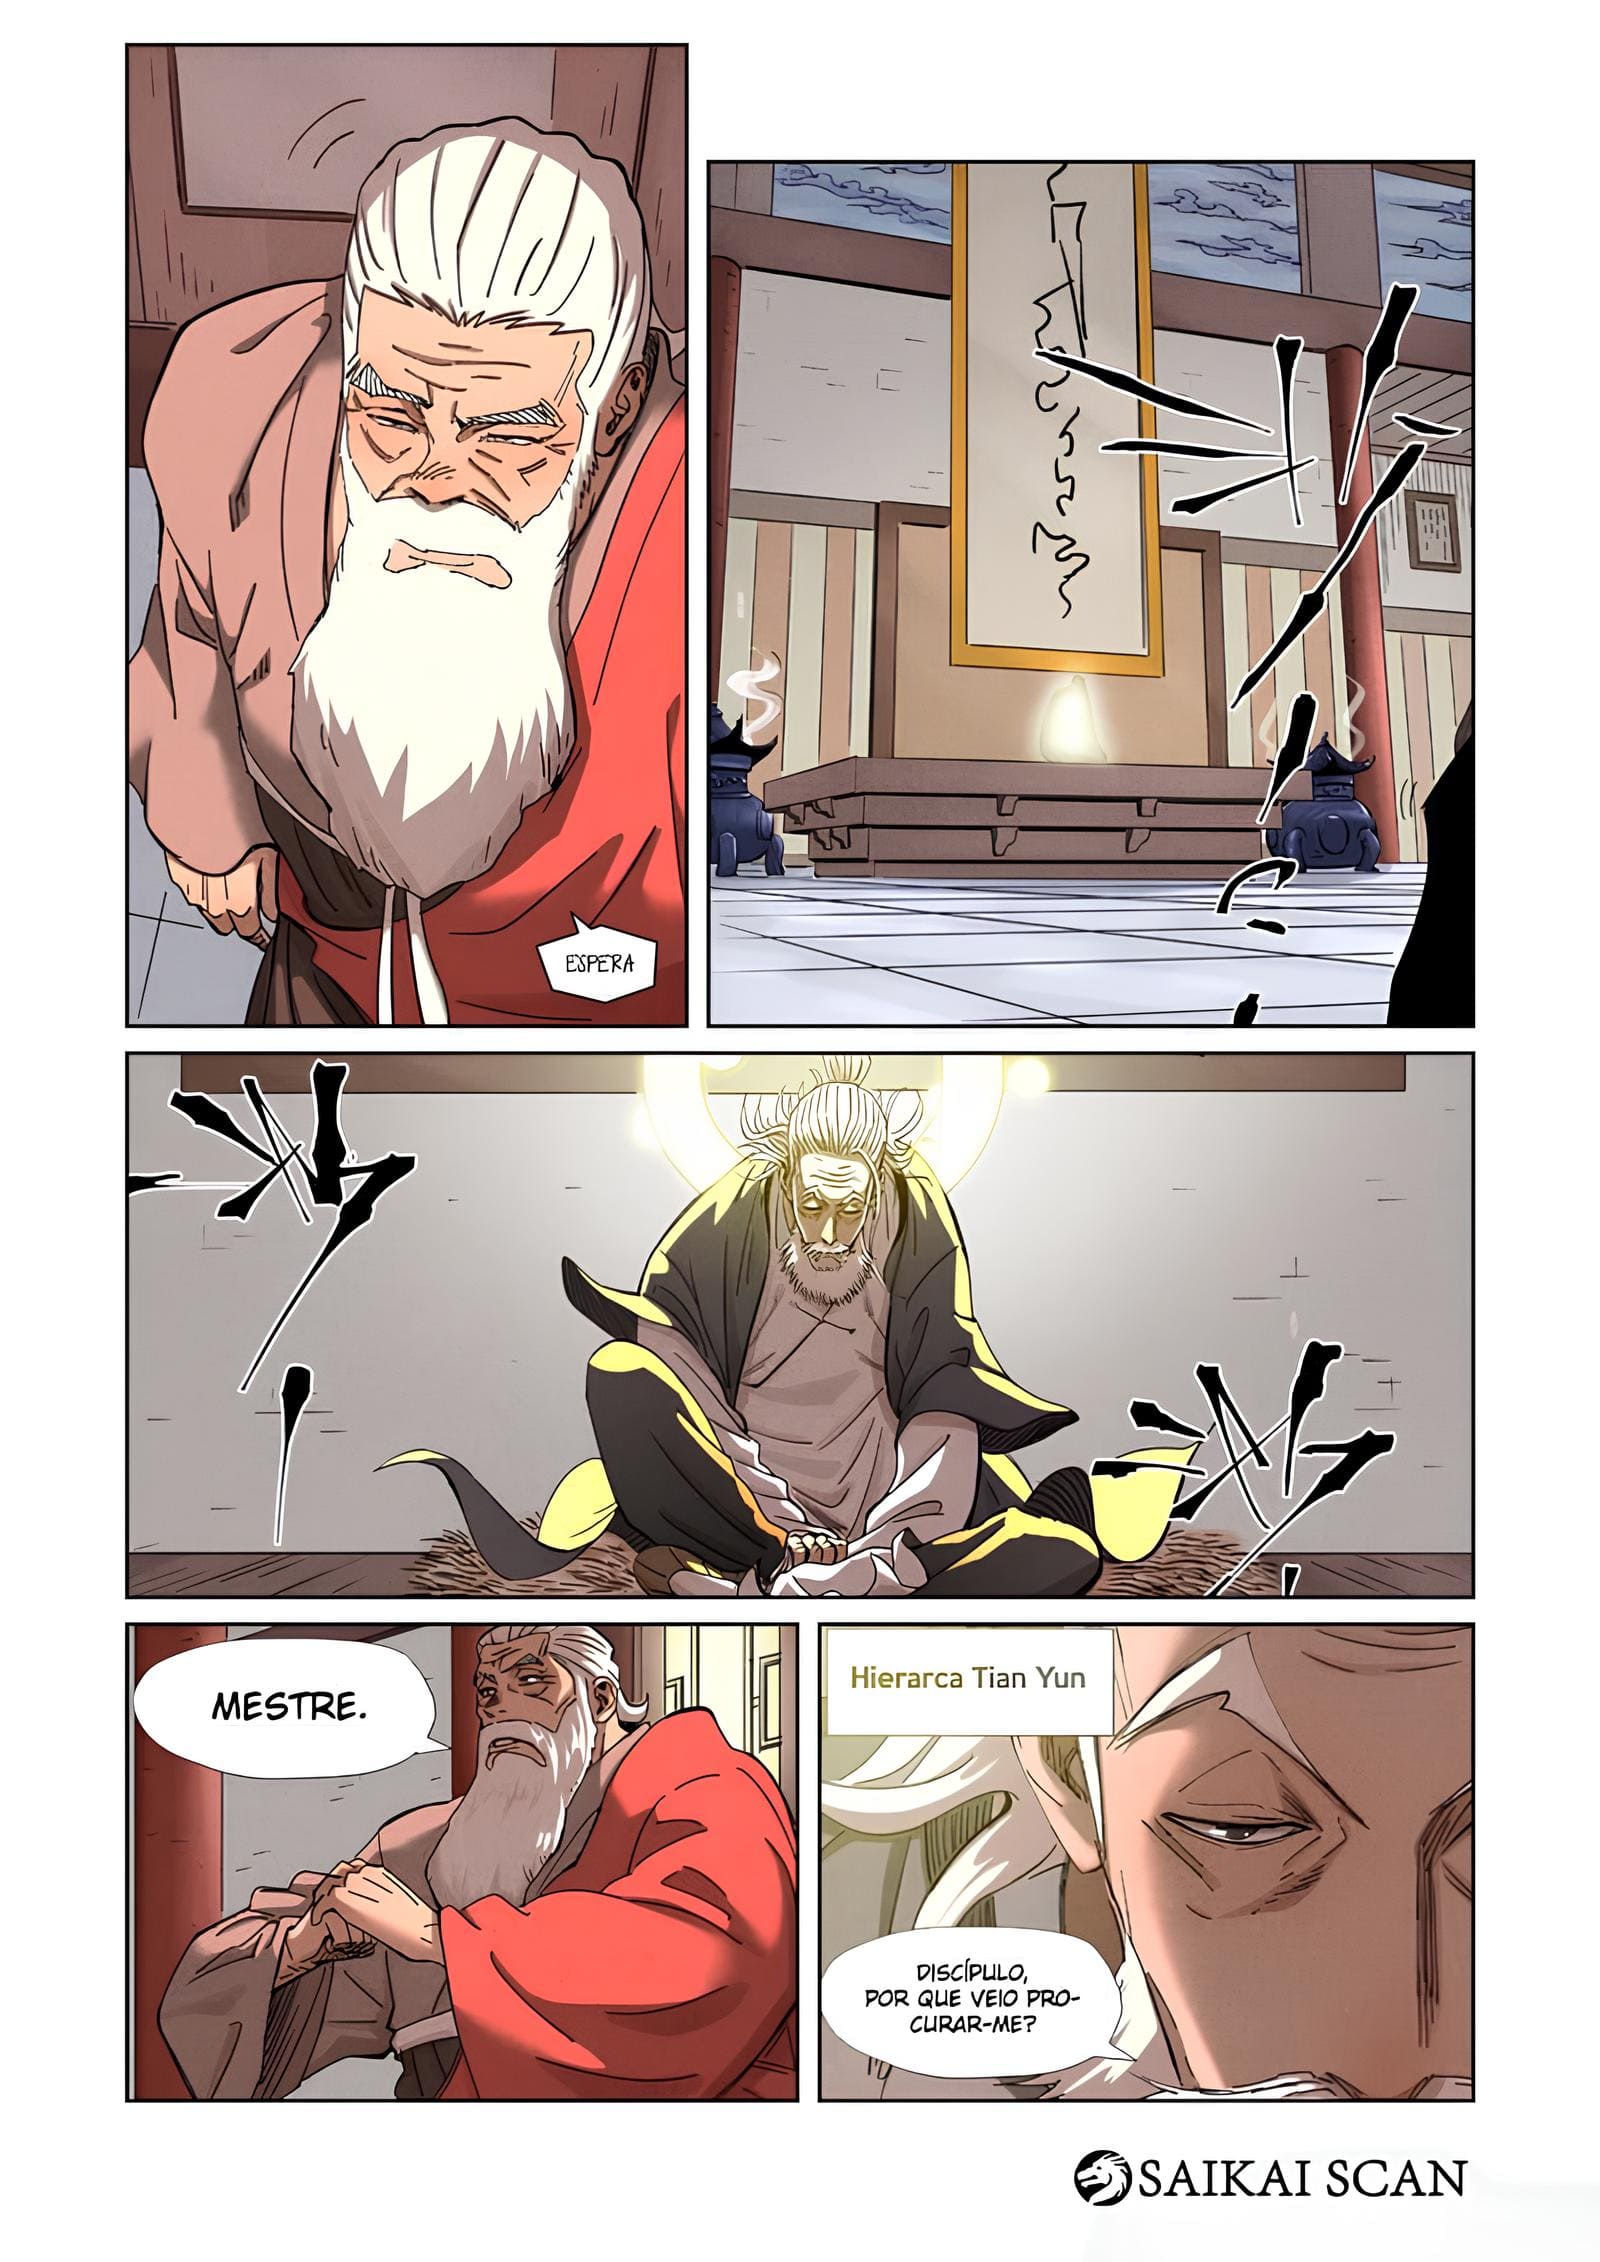 ESPERA
MESTRE.
Hierarca Tian Yun
DISCÍPULO,
POR QUE VEIO PRO-
CURAR-ME?
SAIKAI SCAN